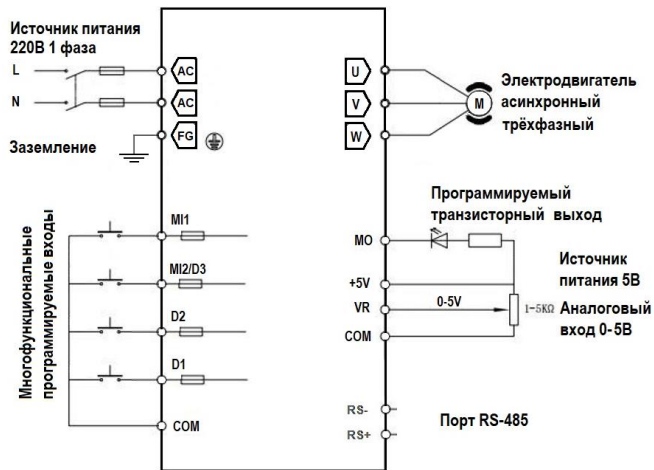 Источник питания
220В 1 фаза
L
AC
N
AC
FG
Заземление
U
V
W
M
Электродвигатель
асинхронный
трёхфазный
Многофункциональные
программируемые входы
MI1
MI2/D3
D2
D1
COM
Программируемый
транзисторный выход
MO
+5V
VR
0-5V
COM
1-5KΩ
Источник
питания 5В
Аналоговый
вход 0-5В
RS-
RS+
Порт RS-485